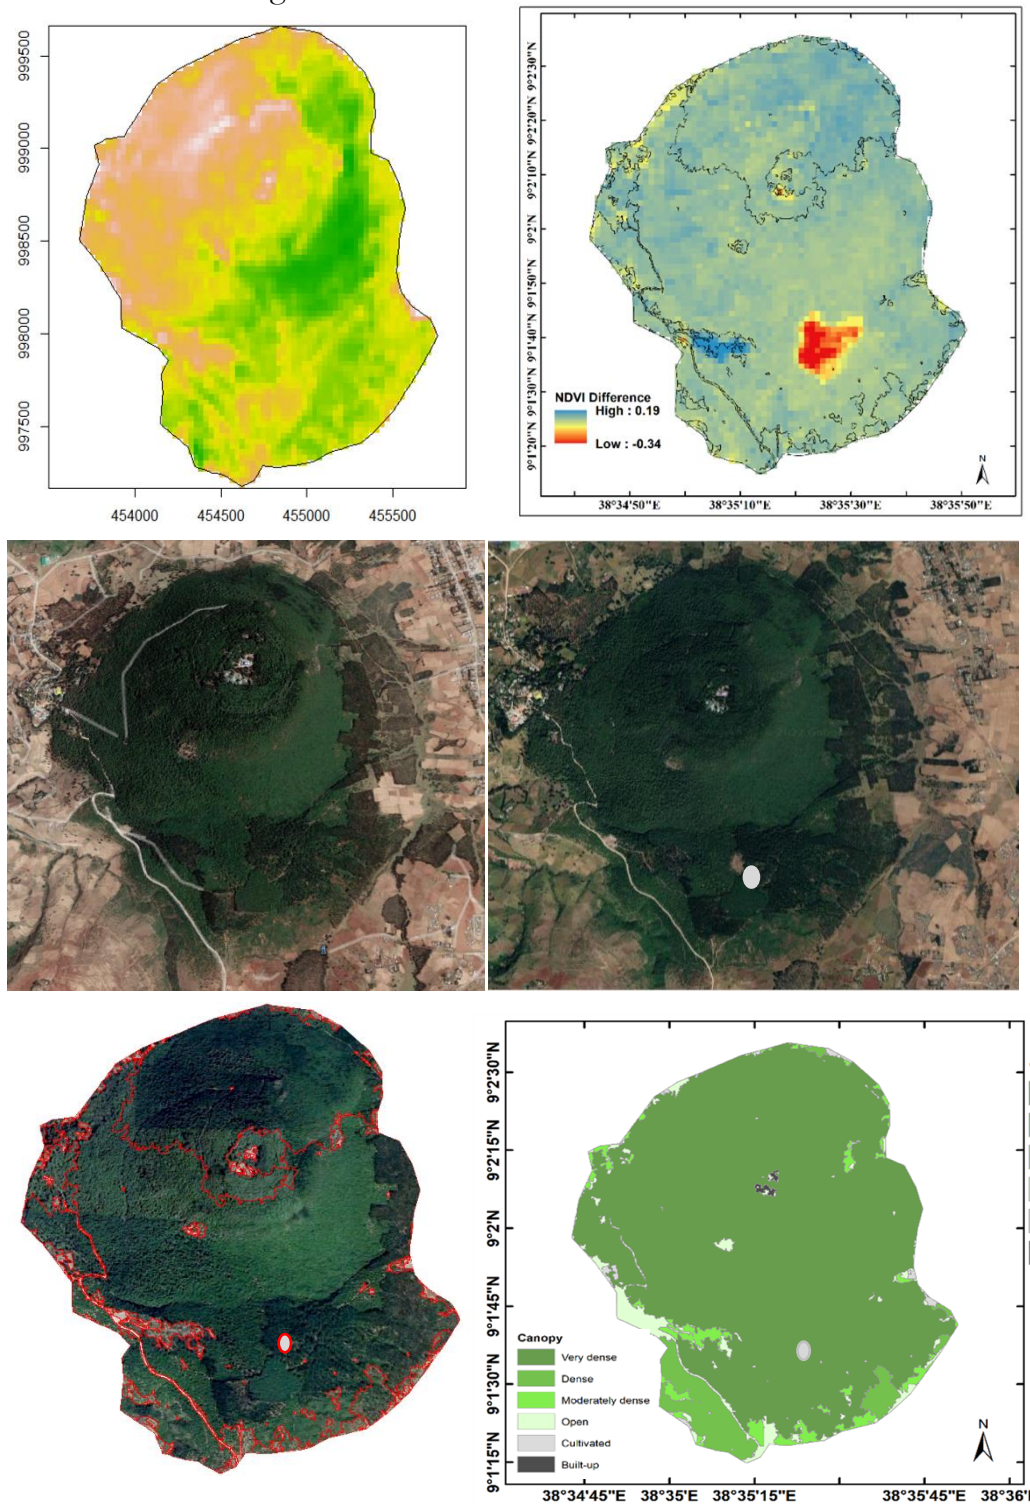 999500
999000
998500
998000
997500
454000
454500
455000
455500
9°2'30"N
9°2'20"N
9°2'10"N
9°2'N
9°1'50"N
9°1'40"N
9°1'30"N
9°1'20"N
NDVI Difference
High : 0.19
Low : -0.34
N
38°34'50"E
38°35'10"E
38°35'30"E
38°35'50"E
9°2'30"N
9°2'15"N
9°2'N
9°1'45"N
9°1'30"N
9°1'15"N
Canopy
Very dense
Dense
Moderately dense
Open
Cultivated
Built-up
N
38°34'45"E
38°35'E
38°35'15"E
38°35'45"E
38°36'E